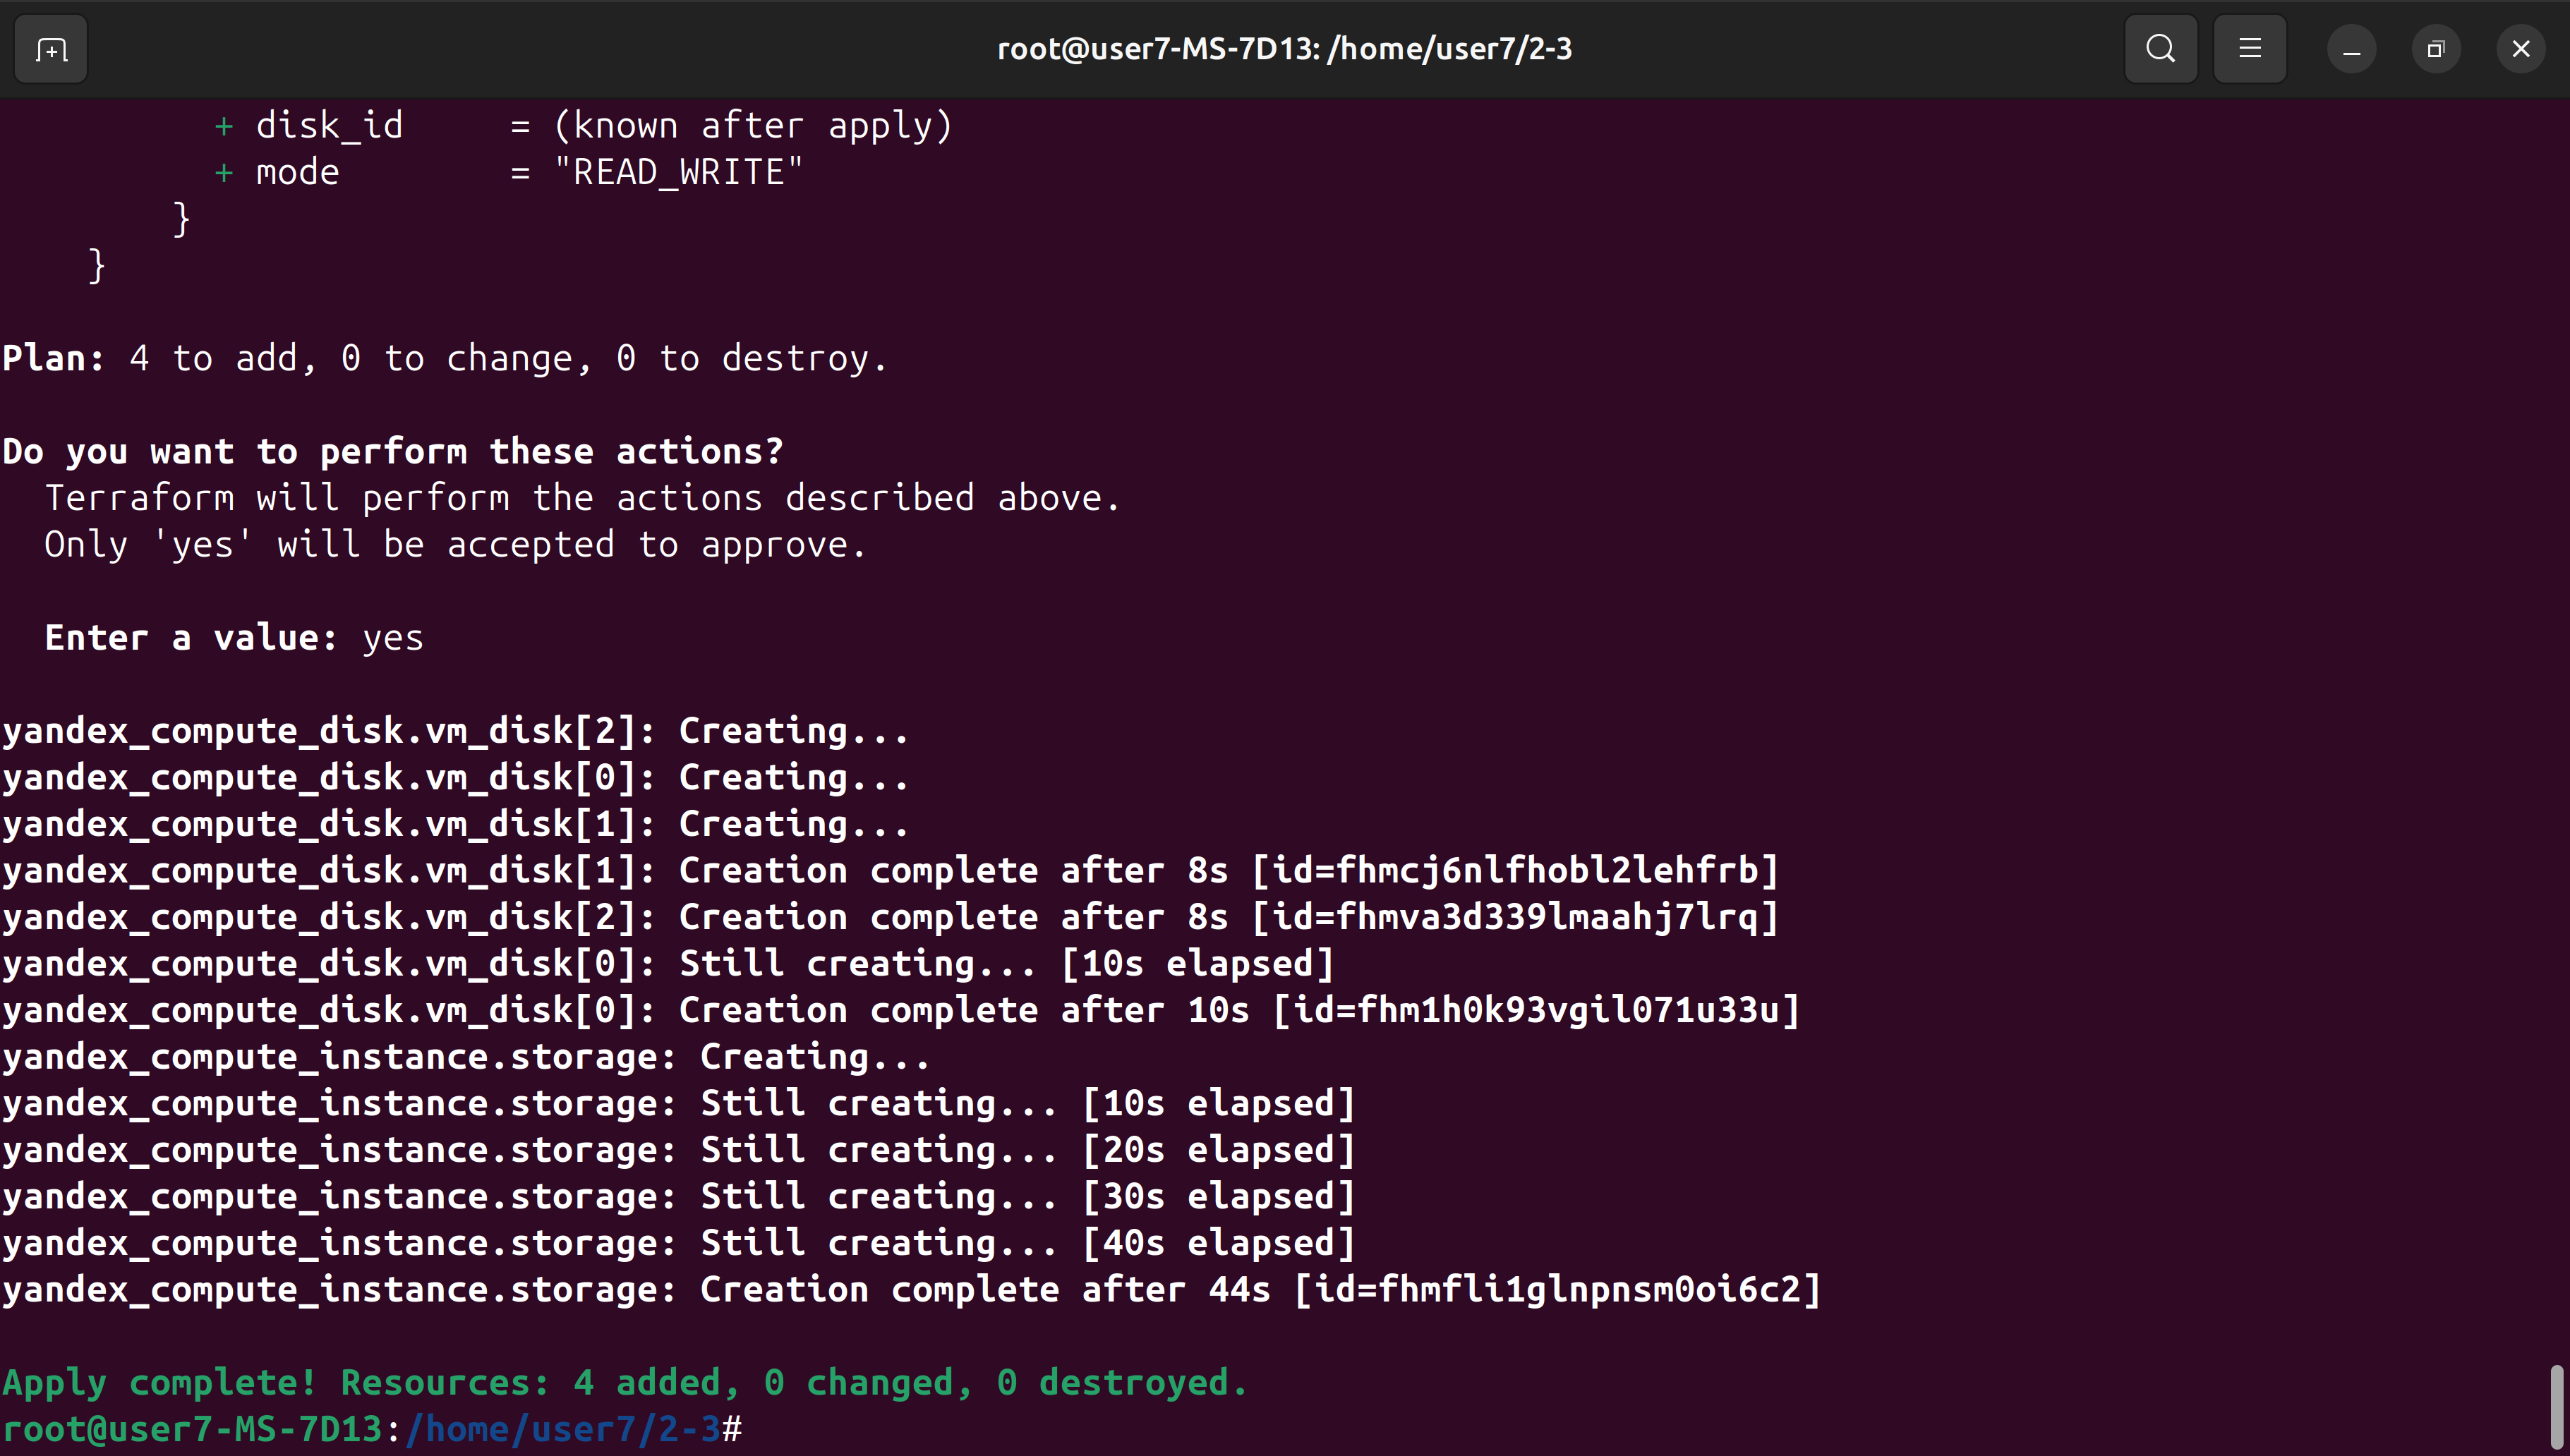 root@user7-MS-7D13: /home/user7/2-3
+ disk_id     = (known after apply)
+ mode        = "READ_WRITE"
}
}
Plan: 4 to add, 0 to change, 0 to destroy.
Do you want to perform these actions?
Terraform will perform the actions described above.
Only 'yes' will be accepted to approve.
Enter a value: yes
yandex_compute_disk.vm_disk[2]: Creating...
yandex_compute_disk.vm_disk[0]: Creating...
yandex_compute_disk.vm_disk[1]: Creating...
yandex_compute_disk.vm_disk[1]: Creation complete after 8s [id=fhmcj6nlfhobl2lehfrb]
yandex_compute_disk.vm_disk[2]: Creation complete after 8s [id=fhmva3d339lmaahj7lrq]
yandex_compute_disk.vm_disk[0]: Still creating... [10s elapsed]
yandex_compute_disk.vm_disk[0]: Creation complete after 10s [id=fhm1h0k93vgil071u33u]
yandex_compute_instance.storage: Creating...
yandex_compute_instance.storage: Still creating... [10s elapsed]
yandex_compute_instance.storage: Still creating... [20s elapsed]
yandex_compute_instance.storage: Still creating... [30s elapsed]
yandex_compute_instance.storage: Still creating... [40s elapsed]
yandex_compute_instance.storage: Creation complete after 44s [id=fhmfli1glnpnsm0oi6c2]
Apply complete! Resources: 4 added, 0 changed, 0 destroyed.
root@user7-MS-7D13:/home/user7/2-3#